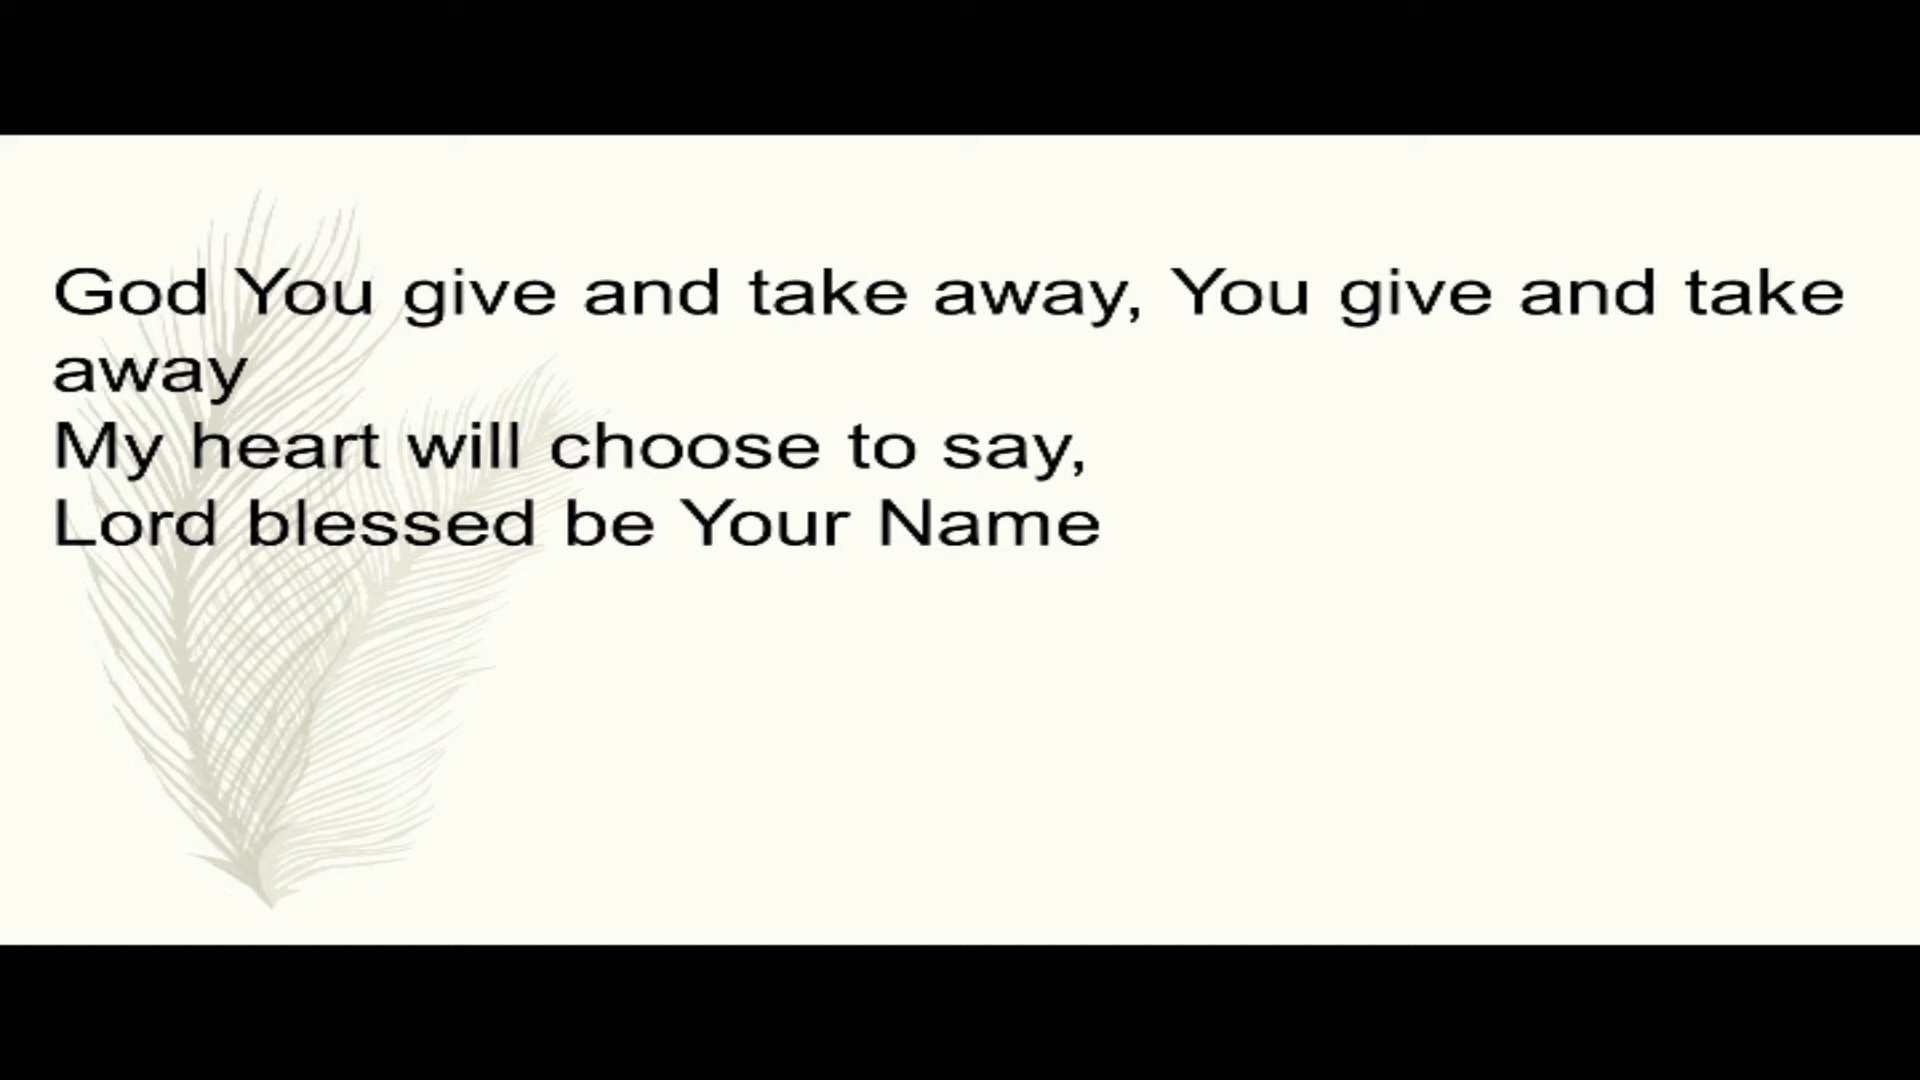 God You give and take away, You give and take
away
My heart will choose to say,
Lord blessed be Your Name